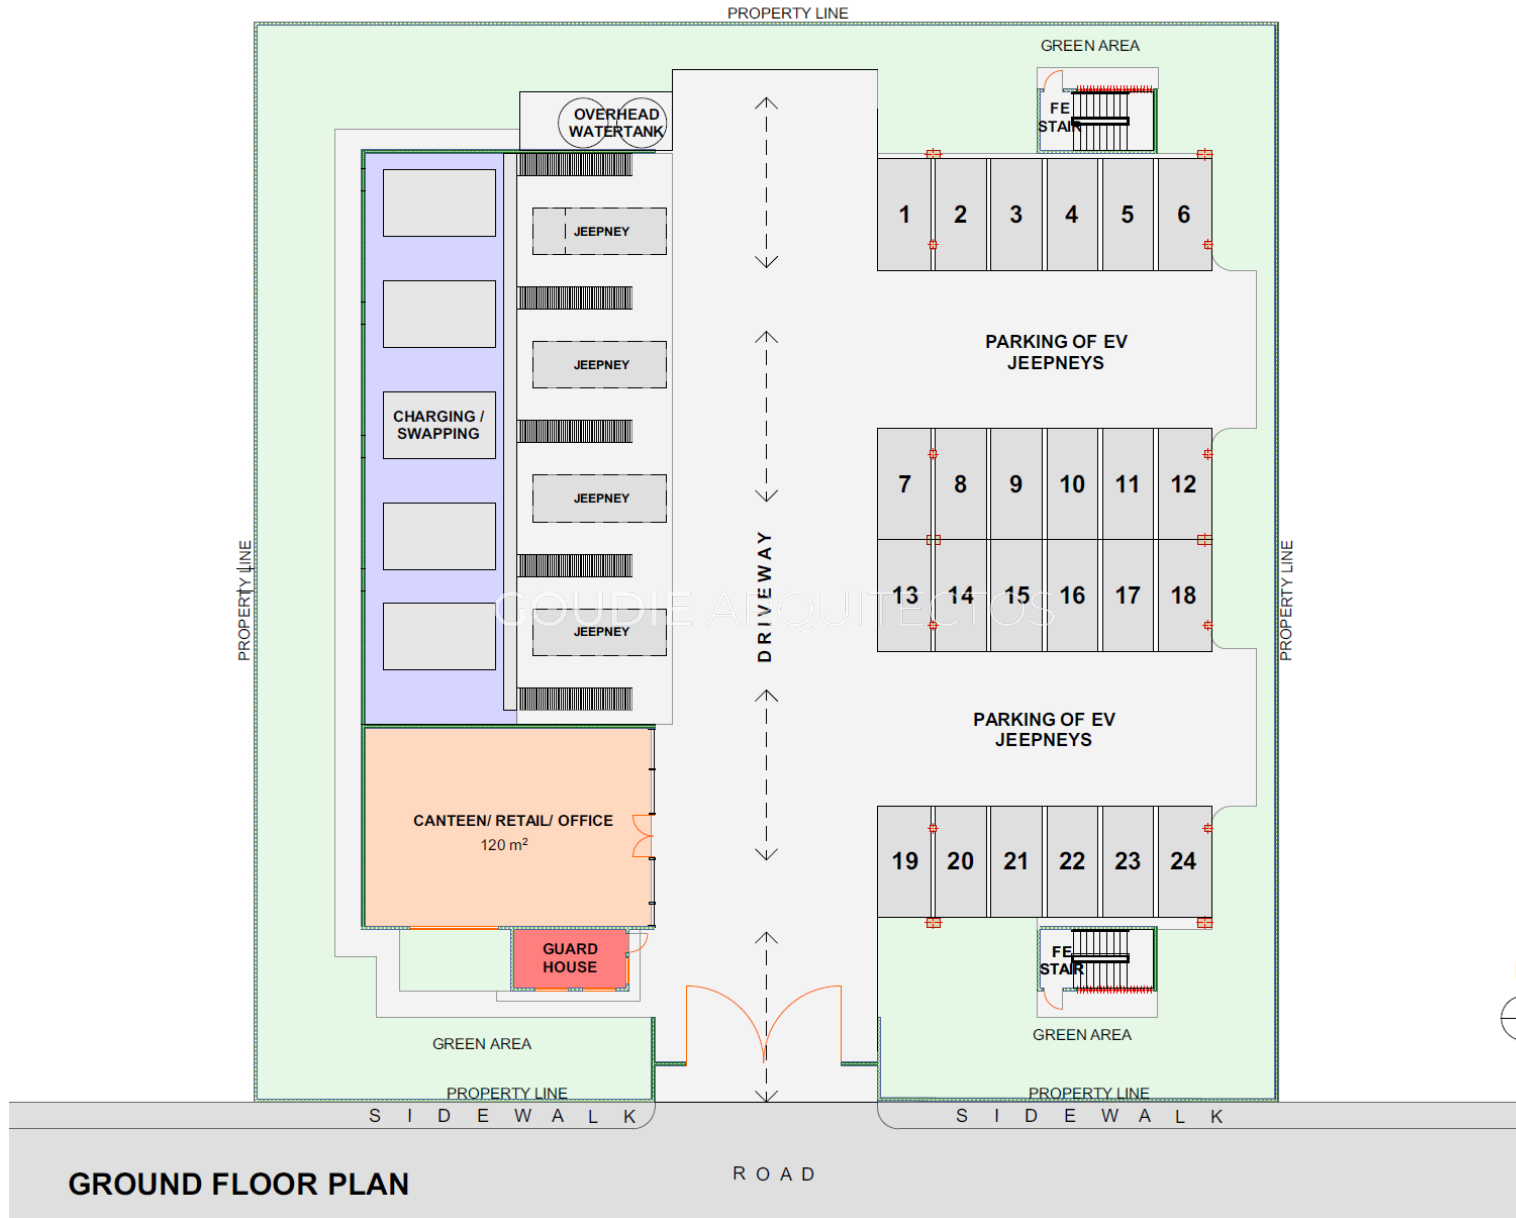 PROPERTY LINE
GREEN AREA
OVERHEAD
WATERTANK
FE
STAIR
1 2 3 4 5 6
JEEPNEY
PARKING OF EV
JEEPNEYS
JEEPNEY
CHARGING /
SWAPPING
7 8 9 10 11 12
JEEPNEY
PROPERTY LINE
DRIVEWAY
PROPERTY LINE
13 14 15 16 17 18
GOUDIE ARQUITECTOS
JEEPNEY
PARKING OF EV
JEEPNEYS
CANTEEN/ RETAIL/ OFFICE
120 m²
19 20 21 22 23 24
GUARD
HOUSE
FE
STAIR
GREEN AREA
GREEN AREA
PROPERTY LINE
PROPERTY LINE
SIDEWALK
SIDEWALK
ROAD
GROUND FLOOR PLAN